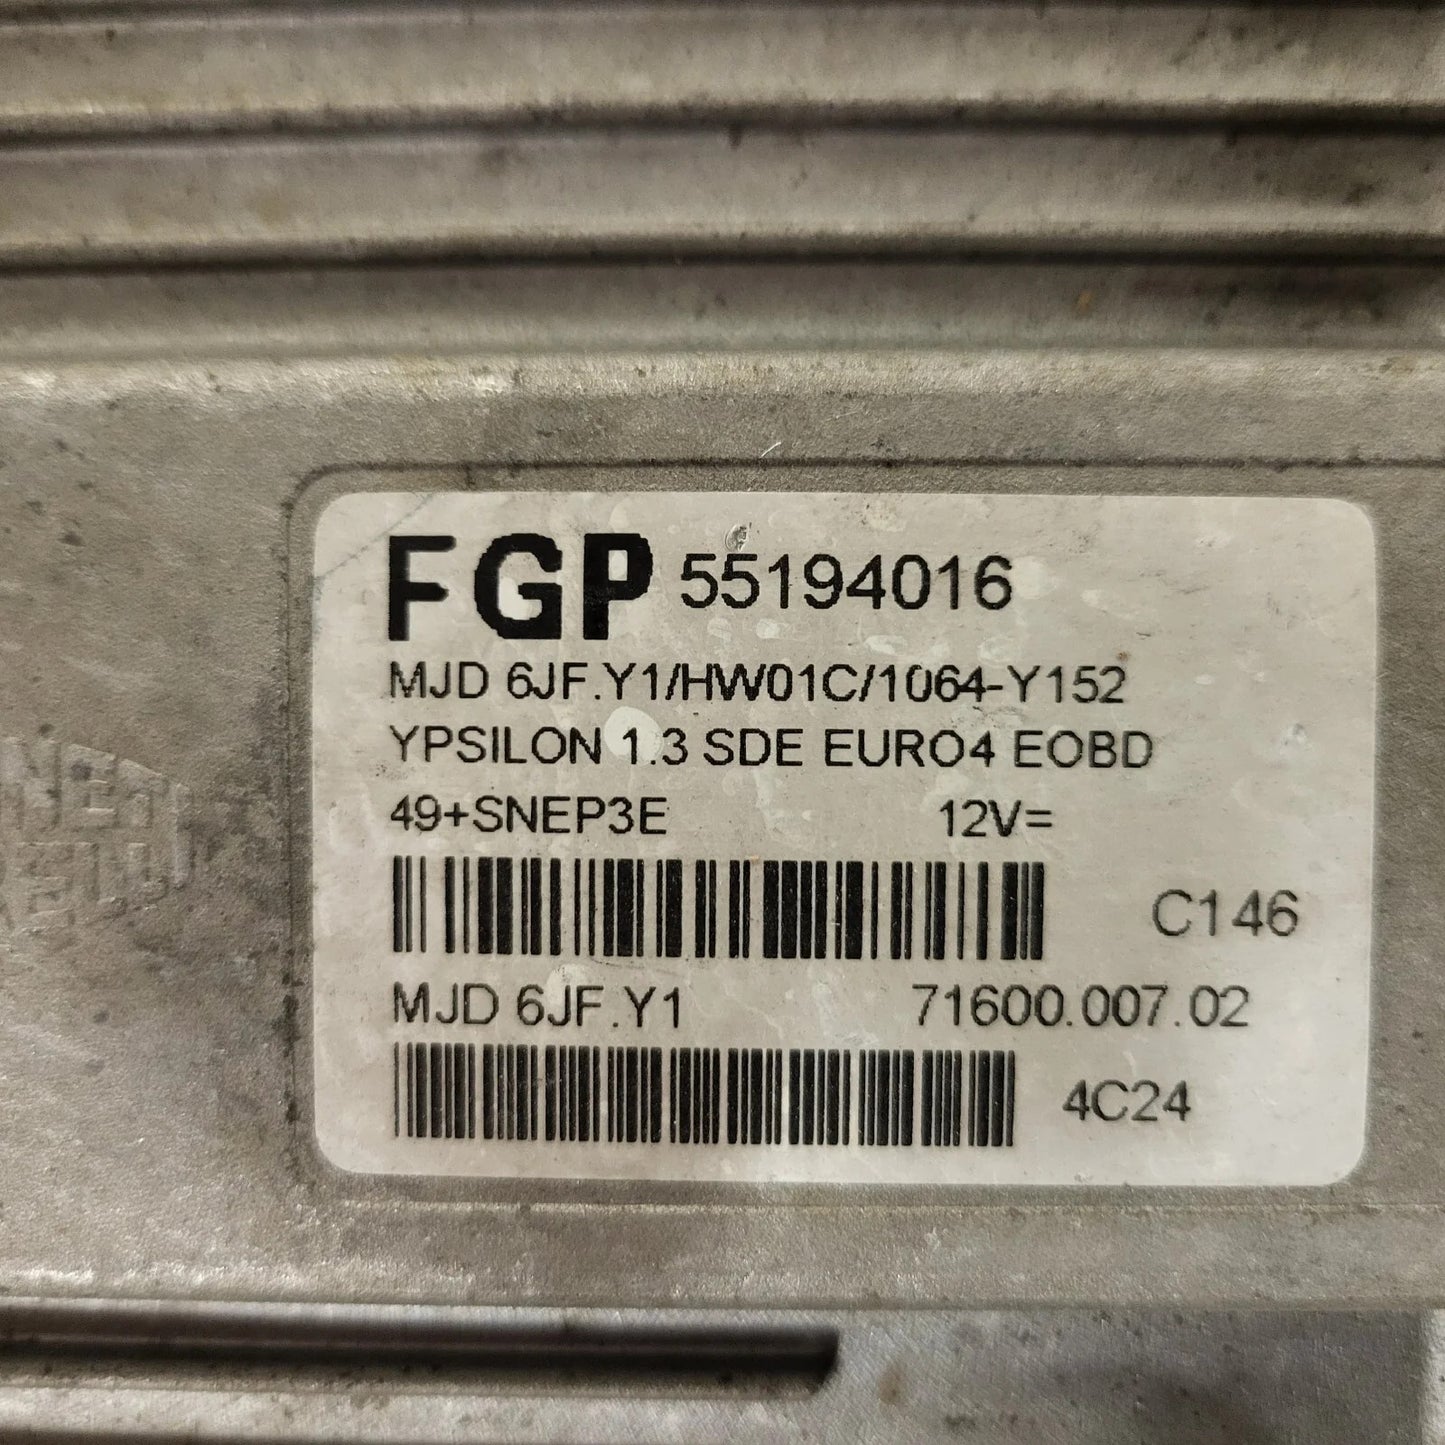 FGP 55194016
MJD 6JF.Y1/HW01C/1064-Y152
YPSILON 1.3 SDE EURO4 EOBD
49+SNEP3E 12V=
C146
MJD 6JF.Y1 71600.007.02
4C24